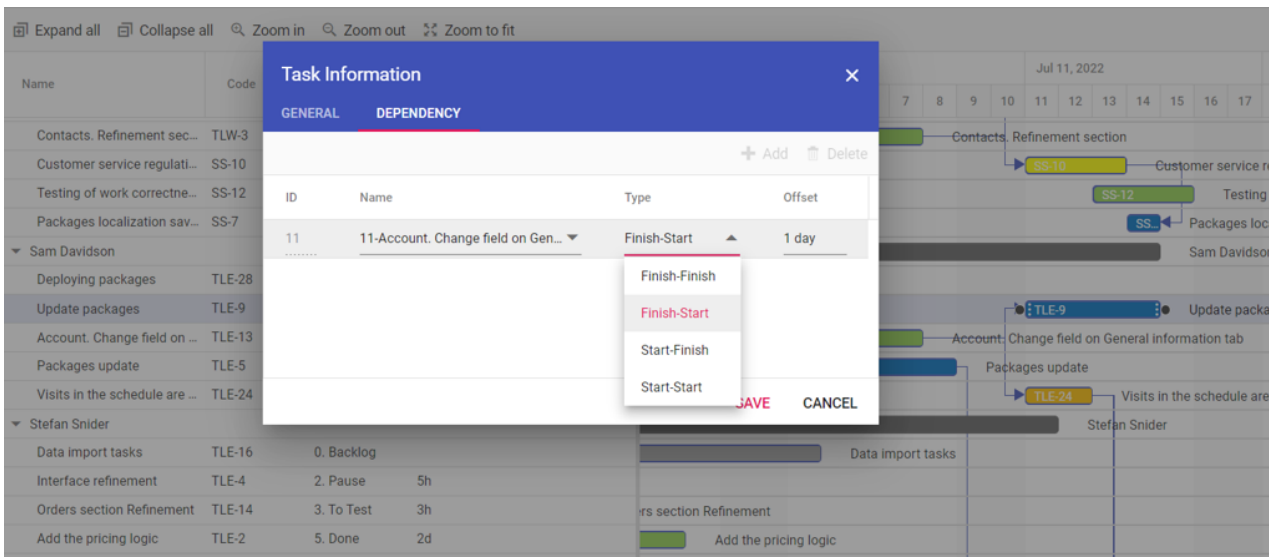 Expand all Collapse all Zoom in Zoom out Zoom to fit
Task Information
GENERAL DEPENDENCY
Add Delete
ID Name Type Offset
11 11-Account. Change field on Gen... Finish-Start 1 day
Finish-Finish
Finish-Start
Start-Finish
Start-Start
SAVE CANCEL
Name Code
Jul 11, 2022
7 8 9 10 11 12 13 14 15 16 17
Contacts. Refinement sec... TLW-3 Contacts. Refinement section
Customer service regulati... SS-10 SS-10 Customer service r
Testing of work correctne... SS-12 SS-12 Testing
Packages localization sav... SS-7 SS... Packages loc
Sam Davidson Sam Davidso
Deploying packages TLE-28
Update packages TLE-9 TLE-9 Update packa
Account. Change field on ... TLE-13 Account. Change field on General information tab
Packages update TLE-5 Packages update
Visits in the schedule are ... TLE-24 TLE-24 Visits in the schedule are
Stefan Snider Stefan Snider
Data import tasks TLE-16 0. Backlog Data import tasks
Interface refinement TLE-4 2. Pause 5h
Orders section Refinement TLE-14 3. To Test 3h rs section Refinement
Add the pricing logic TLE-2 5. Done 2d Add the pricing logic